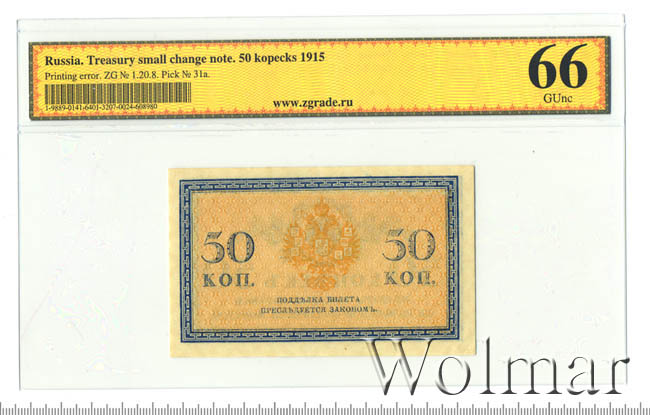 Russia. Treasury small change note. 50 kopecks 1915
Printing error, ZG № 1.20.8. Pick № 31a.
1-9889-0141-6401-3207-0024-608980
www.zgrade.ru
66
GUnc
50 50
КОП. КОП.
ПОДДѢЛКА БИЛЕТА
ПРЕСЛѢДУЕТСЯ ЗАКОНОМЪ.
Wolmar